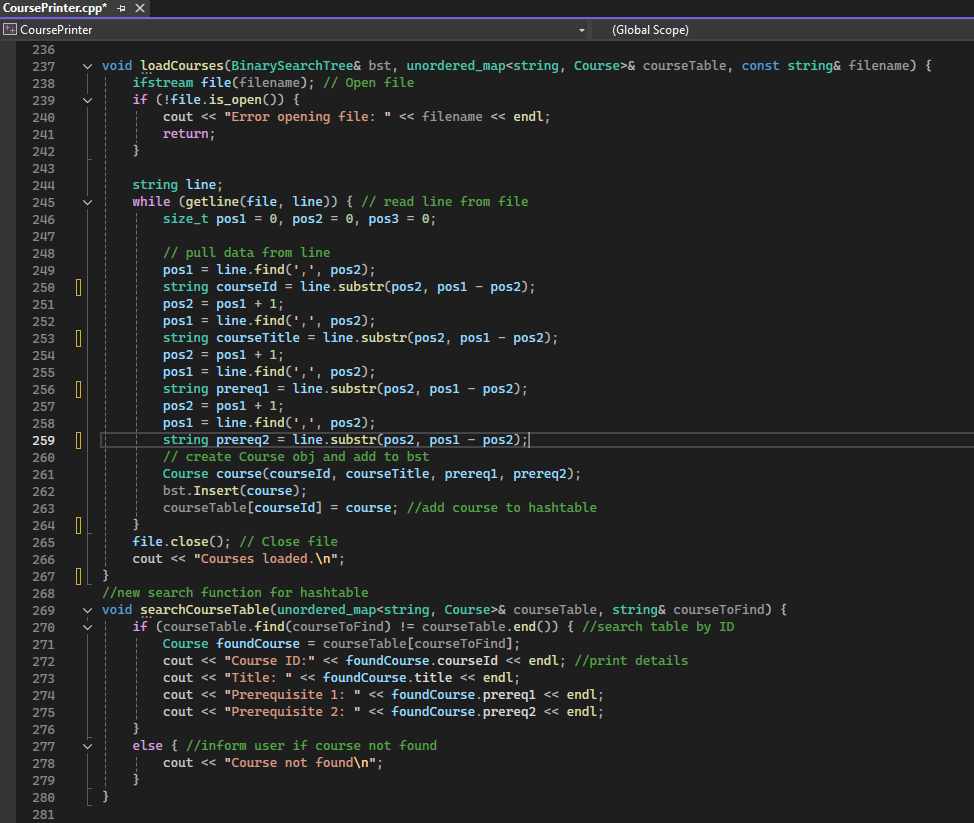 CoursePrinter.cpp*
CoursePrinter (Global Scope)
236
237 void loadCourses(BinarySearchTree& bst, unordered_map<string, Course>& courseTable, const string& filename) {
238 ifstream file(filename); // Open file
239 if (!file.is_open()) {
240 cout << "Error opening file: " << filename << endl;
241 return;
242 }
243
244 string line;
245 while (getline(file, line)) { // read line from file
246 size_t pos1 = 0, pos2 = 0, pos3 = 0;
247
248 // pull data from line
249 pos1 = line.find(',', pos2);
250 string courseId = line.substr(pos2, pos1 - pos2);
251 pos2 = pos1 + 1;
252 pos1 = line.find(',', pos2);
253 string courseTitle = line.substr(pos2, pos1 - pos2);
254 pos2 = pos1 + 1;
255 pos1 = line.find(',', pos2);
256 string prereq1 = line.substr(pos2, pos1 - pos2);
257 pos2 = pos1 + 1;
258 pos1 = line.find(',', pos2);
259 string prereq2 = line.substr(pos2, pos1 - pos2);
260 // create Course obj and add to bst
261 Course course(courseId, courseTitle, prereq1, prereq2);
262 bst.Insert(course);
263 courseTable[courseId] = course; //add course to hashtable
264 }
265 file.close(); // Close file
266 cout << "Courses loaded.\n";
267 }
268 //new search function for hashtable
269 void searchCourseTable(unordered_map<string, Course>& courseTable, string& courseToFind) {
270 if (courseTable.find(courseToFind) != courseTable.end()) { //search table by ID
271 Course foundCourse = courseTable[courseToFind];
272 cout << "Course ID:" << foundCourse.courseId << endl; //print details
273 cout << "Title: " << foundCourse.title << endl;
274 cout << "Prerequisite 1: " << foundCourse.prereq1 << endl;
275 cout << "Prerequisite 2: " << foundCourse.prereq2 << endl;
276 }
277 else { //inform user if course not found
278 cout << "Course not found\n";
279 }
280 }
281